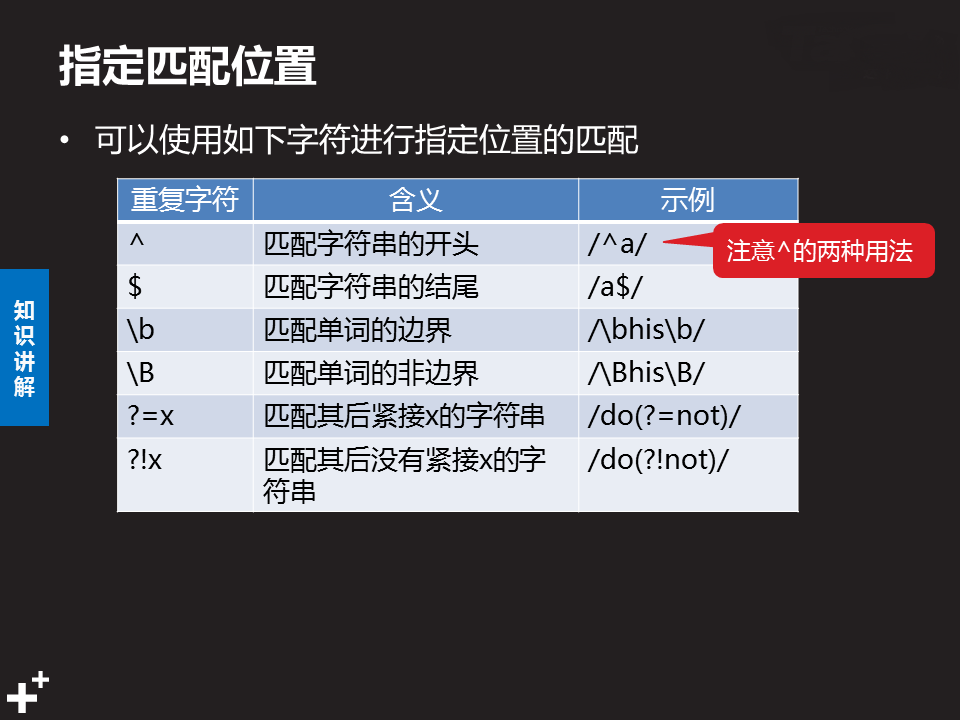 指定匹配位置
• 可以使用如下字符进行指定位置的匹配
重复字符 含义 示例
^ 匹配字符串的开头 /^a/
注意^的两种用法
$ 匹配字符串的结尾 /a$/
\b 匹配单词的边界 /\bhis\b/
\B 匹配单词的非边界 /\Bhis\B/
?=x 匹配其后紧接x的字符串 /do(?=not)/
?!x 匹配其后没有紧接x的字 /do(?!not)/
符串
知
识
讲
解